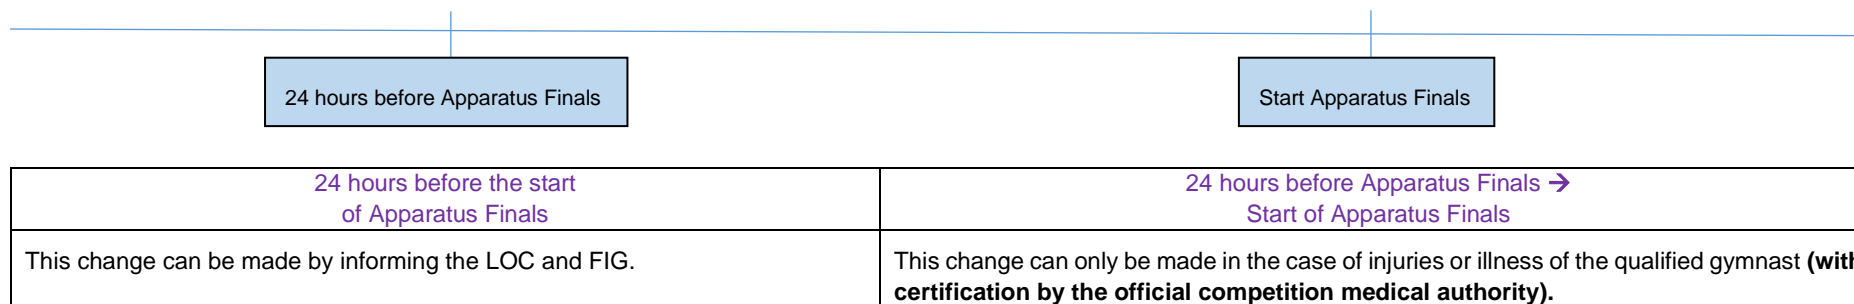 24 hours before Apparatus Finals
Start Apparatus Finals
24 hours before the start
of Apparatus Finals
24 hours before Apparatus Finals →
Start of Apparatus Finals
This change can be made by informing the LOC and FIG.
This change can only be made in the case of injuries or illness of the qualified gymnast
certification by the official competition medical authority).